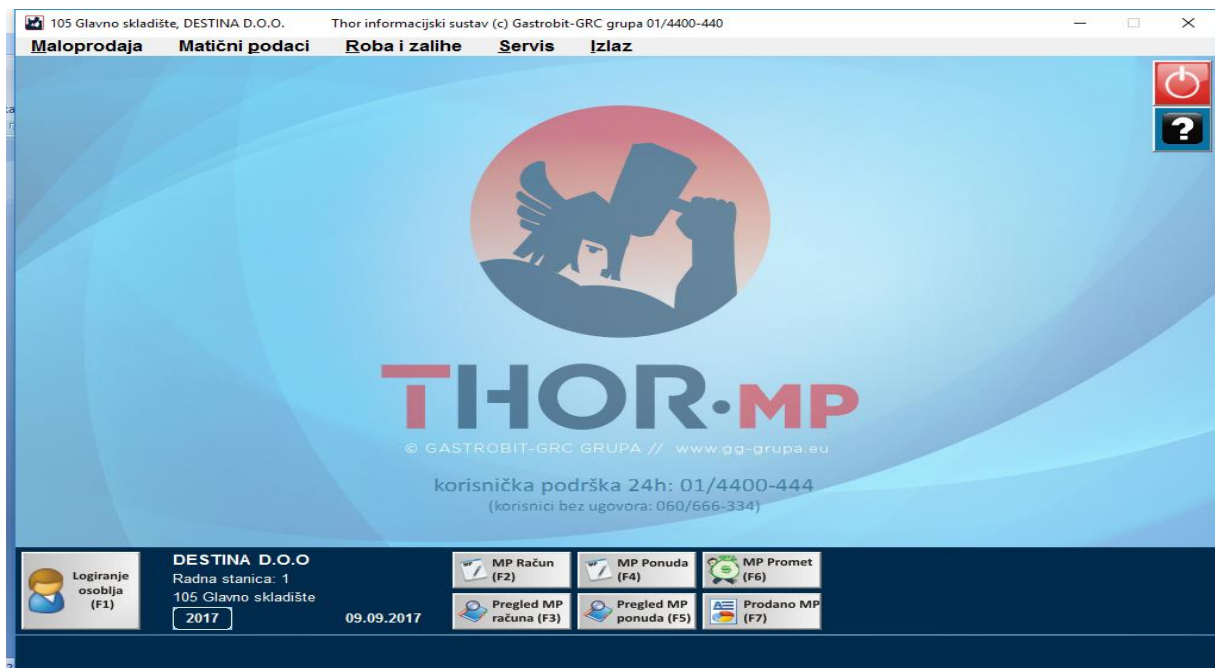 105 Glavno skladište, DESTINA D.O.O. Thor informacijski sustav (c) Gastrobit-GRC grupa 01/4400-440
Maloprodaja Matični podaci Roba i zalihe Servis Izlaz
?
THOR·MP
© GASTROBIT-GRC GRUPA // www.gg-grupa.eu
korisnička podrška 24h: 01/4400-444
(korisnici bez ugovora: 060/666-334)
Logiranje
osoblja
(F1)
DESTINA D.O.O
Radna stanica: 1
105 Glavno skladište
2017
09.09.2017
MP Račun
(F2)
MP Ponuda
(F4)
MP Promet
(F6)
Pregled MP
računa (F3)
Pregled MP
ponuda (F5)
Prodano MP
(F7)